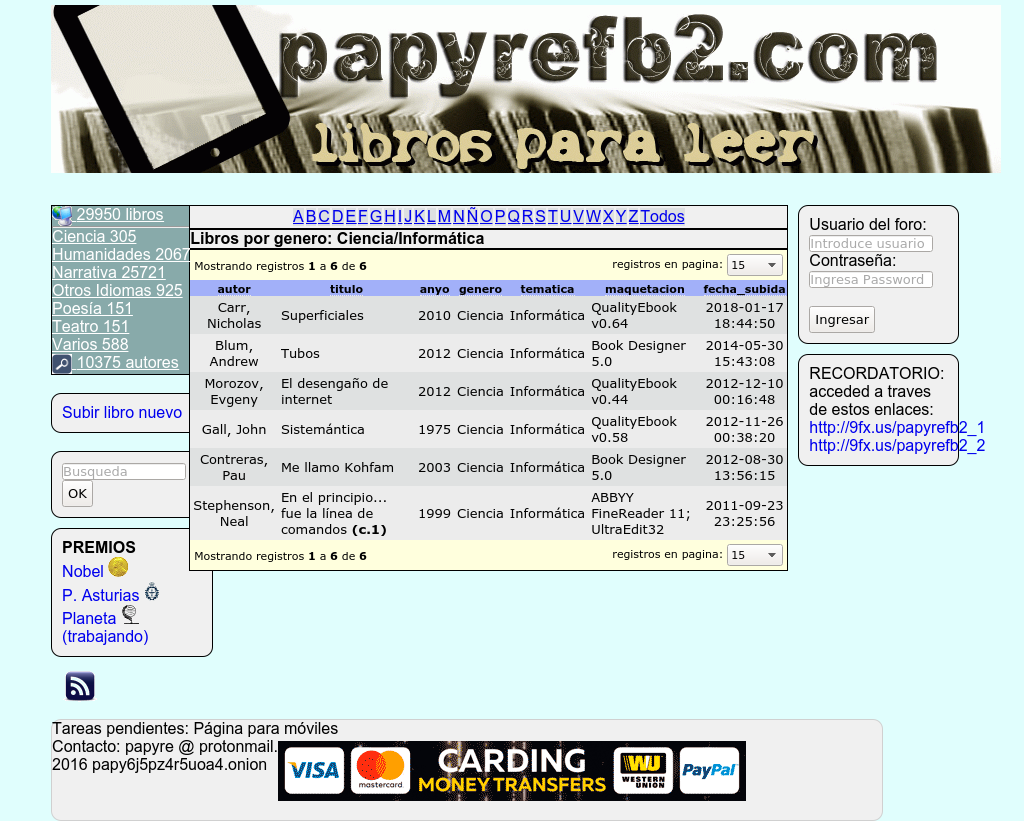 papyrefb2.com
libros para leer
29950 libros
Ciencia 305
Humanidades 2067
Narrativa 25721
Otros Idiomas 925
Poesía 151
Teatro 151
Varios 588
10375 autores
Subir libro nuevo
Busqueda
OK
PREMIOS
Nobel
P. Asturias
Planeta
(trabajando)
A B C D E F G H I J K L M N Ñ O P Q R S T U V W X Y Z Todos
Libros por genero: Ciencia/Informática
Mostrando registros 1 a 6 de 6 registros en pagina: 15
autor titulo anyo genero tematica maquetacion fecha_subida
Carr, Nicholas Superficiales 2010 Ciencia Informática QualityEbook v0.64 2018-01-17 18:44:50
Blum, Andrew Tubos 2012 Ciencia Informática Book Designer 5.0 2014-05-30 15:43:08
Morozov, Evgeny El desengaño de internet 2012 Ciencia Informática QualityEbook v0.44 2012-12-10 00:16:48
Gall, John Sistemántica 1975 Ciencia Informática QualityEbook v0.58 2012-11-26 00:38:20
Contreras, Pau Me llamo Kohfam 2003 Ciencia Informática Book Designer 5.0 2012-08-30 13:56:15
Stephenson, Neal En el principio... fue la línea de comandos (c.1) 1999 Ciencia Informática ABBYY FineReader 11; UltraEdit32 2011-09-23 23:25:56
Mostrando registros 1 a 6 de 6 registros en pagina: 15
Usuario del foro:
Introduce usuario
Contraseña:
Ingresa Password
Ingresar
RECORDATORIO:
acceded a traves
de estos enlaces:
http://9fx.us/papyrefb2_1
http://9fx.us/papyrefb2_2
Tareas pendientes: Página para móviles
Contacto: papyre @ protonmail.
2016 papy6j5pz4r5uoa4.onion
VISA mastercard. CARDING MONEY TRANSFERS WU WESTERN UNION PayPal